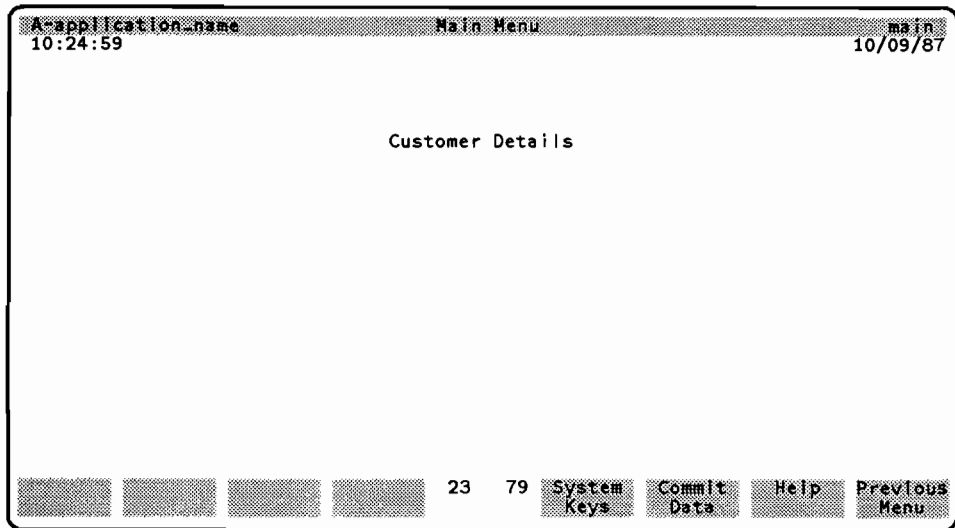 A-application_name Main Menu main
10:24:59 10/09/87
Customer Details
23 79 System Commit Help Previous
Keys Data Menu